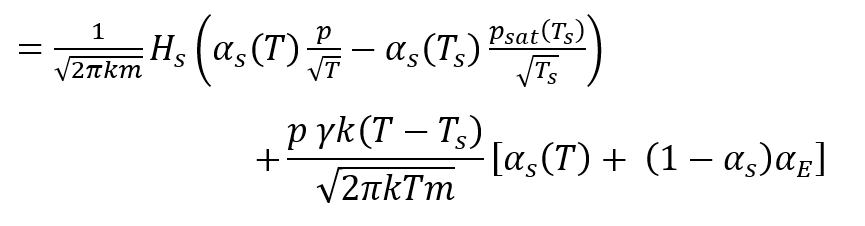 = 1/√(2πkm) H_s (α_s(T) p/√T − α_s(T_s) p_sat(T_s)/√T_s)
+ p γk(T − T_s)/√(2πkTm) [α_s(T) + (1 − α_s)α_E]